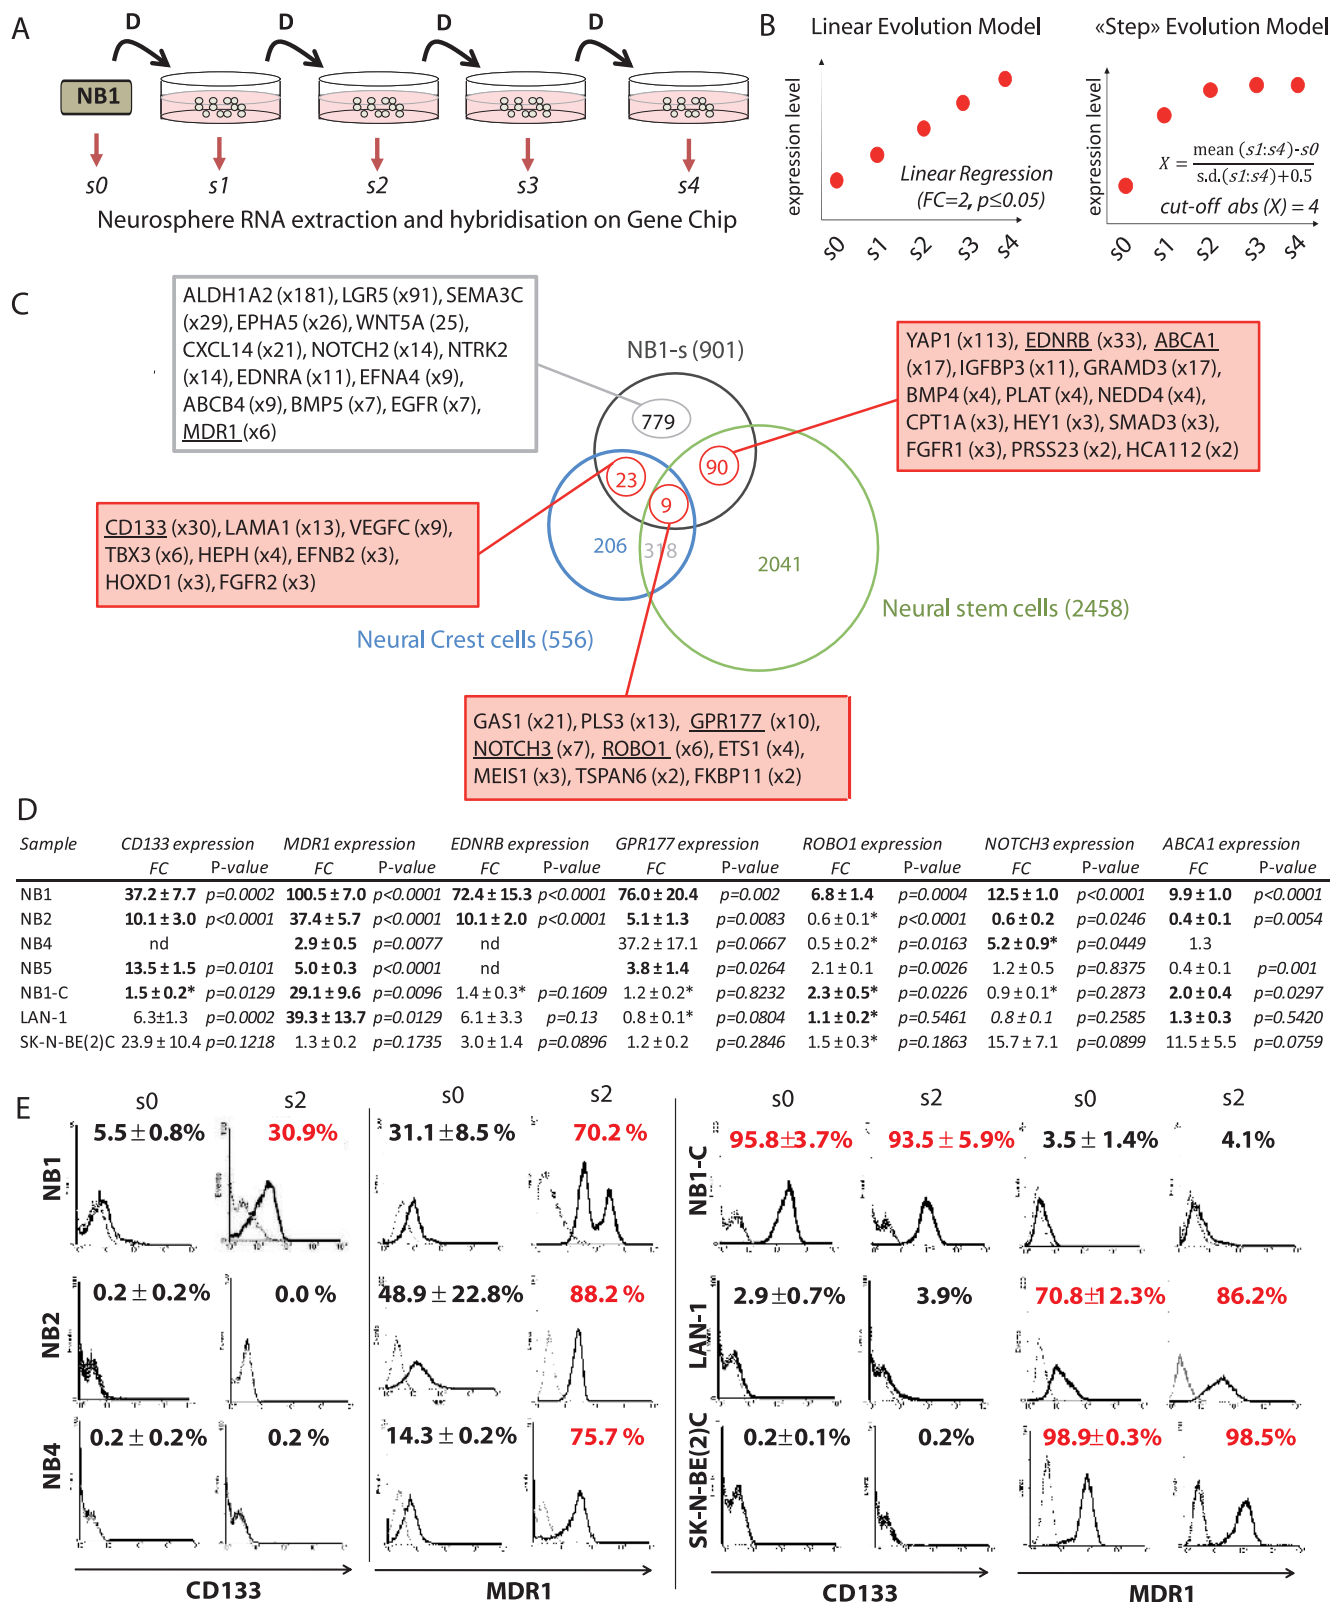 A
D
D
D
D
NB1
s0
s1
s2
s3
s4
Neurosphere RNA extraction and hybridisation on Gene Chip
B
Linear Evolution Model
«Step» Evolution Model
expression level
Linear Regression
(FC=2, p≤0.05)
s0
s1
s2
s3
s4
expression level
X = mean (s1:s4)-s0 / s.d.(s1:s4)+0.5
cut-off abs (X) = 4
s0
s1
s2
s3
s4
C
ALDH1A2 (x181), LGR5 (x91), SEMA3C
(x29), EPHA5 (x26), WNT5A (25),
CXCL14 (x21), NOTCH2 (x14), NTRK2
(x14), EDNRA (x11), EFNA4 (x9),
ABCB4 (x9), BMP5 (x7), EGFR (x7),
MDR1 (x6)
NB1-s (901)
YAP1 (x113), EDNRB (x33), ABCA1
(x17), IGFBP3 (x11), GRAMD3 (x17),
BMP4 (x4), PLAT (x4), NEDD4 (x4),
CPT1A (x3), HEY1 (x3), SMAD3 (x3),
FGFR1 (x3), PRSS23 (x2), HCA112 (x2)
779
23
90
9
206
318
2041
CD133 (x30), LAMA1 (x13), VEGFC (x9),
TBX3 (x6), HEPH (x4), EFNB2 (x3),
HOXD1 (x3), FGFR2 (x3)
Neural Crest cells (556)
Neural stem cells (2458)
GAS1 (x21), PLS3 (x13), GPR177 (x10),
NOTCH3 (x7), ROBO1 (x6), ETS1 (x4),
MEIS1 (x3), TSPAN6 (x2), FKBP11 (x2)
D
Sample CD133 expression MDR1 expression EDNRB expression GPR177 expression ROBO1 expression NOTCH3 expression ABCA1 expression
FC P-value FC P-value FC P-value FC P-value FC P-value FC P-value FC P-value
NB1 37.2 ± 7.7 p=0.0002 100.5 ± 7.0 p<0.0001 72.4 ± 15.3 p<0.0001 76.0 ± 20.4 p=0.002 6.8 ± 1.4 p=0.0004 12.5 ± 1.0 p<0.0001 9.9 ± 1.0 p<0.0001
NB2 10.1 ± 3.0 p<0.0001 37.4 ± 5.7 p<0.0001 10.1 ± 2.0 p<0.0001 5.1 ± 1.3 p=0.0083 0.6 ± 0.1* p<0.0001 0.6 ± 0.2 p=0.0246 0.4 ± 0.1 p=0.0054
NB4 nd 2.9 ± 0.5 p=0.0077 nd 37.2 ± 17.1 p=0.0667 0.5 ± 0.2* p=0.0163 5.2 ± 0.9* p=0.0449 1.3
NB5 13.5 ± 1.5 p=0.0101 5.0 ± 0.3 p<0.0001 nd 3.8 ± 1.4 p=0.0264 2.1 ± 0.1 p=0.0026 1.2 ± 0.5 p=0.8375 0.4 ± 0.1 p=0.001
NB1-C 1.5 ± 0.2* p=0.0129 29.1 ± 9.6 p=0.0096 1.4 ± 0.3* p=0.1609 1.2 ± 0.2* p=0.8232 2.3 ± 0.5* p=0.0226 0.9 ± 0.1* p=0.2873 2.0 ± 0.4 p=0.0297
LAN-1 6.3±1.3 p=0.0002 39.3 ± 13.7 p=0.0129 6.1 ± 3.3 p=0.13 0.8 ± 0.1* p=0.0804 1.1 ± 0.2* p=0.5461 0.8 ± 0.1 p=0.2585 1.3 ± 0.3 p=0.5420
SK-N-BE(2)C 23.9 ± 10.4 p=0.1218 1.3 ± 0.2 p=0.1735 3.0 ± 1.4 p=0.0896 1.2 ± 0.2 p=0.2846 1.5 ± 0.3* p=0.1863 15.7 ± 7.1 p=0.0899 11.5 ± 5.5 p=0.0759
E
s0 s2 s0 s2 s0 s2 s0 s2
NB1
5.5 ± 0.8% 30.9% 31.1 ± 8.5 % 70.2 %
NB1-C
95.8±3.7% 93.5 ± 5.9% 3.5 ± 1.4% 4.1%
NB2
0.2 ± 0.2% 0.0 % 48.9 ± 22.8% 88.2 %
LAN-1
2.9 ±0.7% 3.9% 70.8±12.3% 86.2%
NB4
0.2 ± 0.2% 0.2 % 14.3 ± 0.2% 75.7 %
SK-N-BE(2)C
0.2±0.1% 0.2% 98.9±0.3% 98.5%
CD133
MDR1
CD133
MDR1